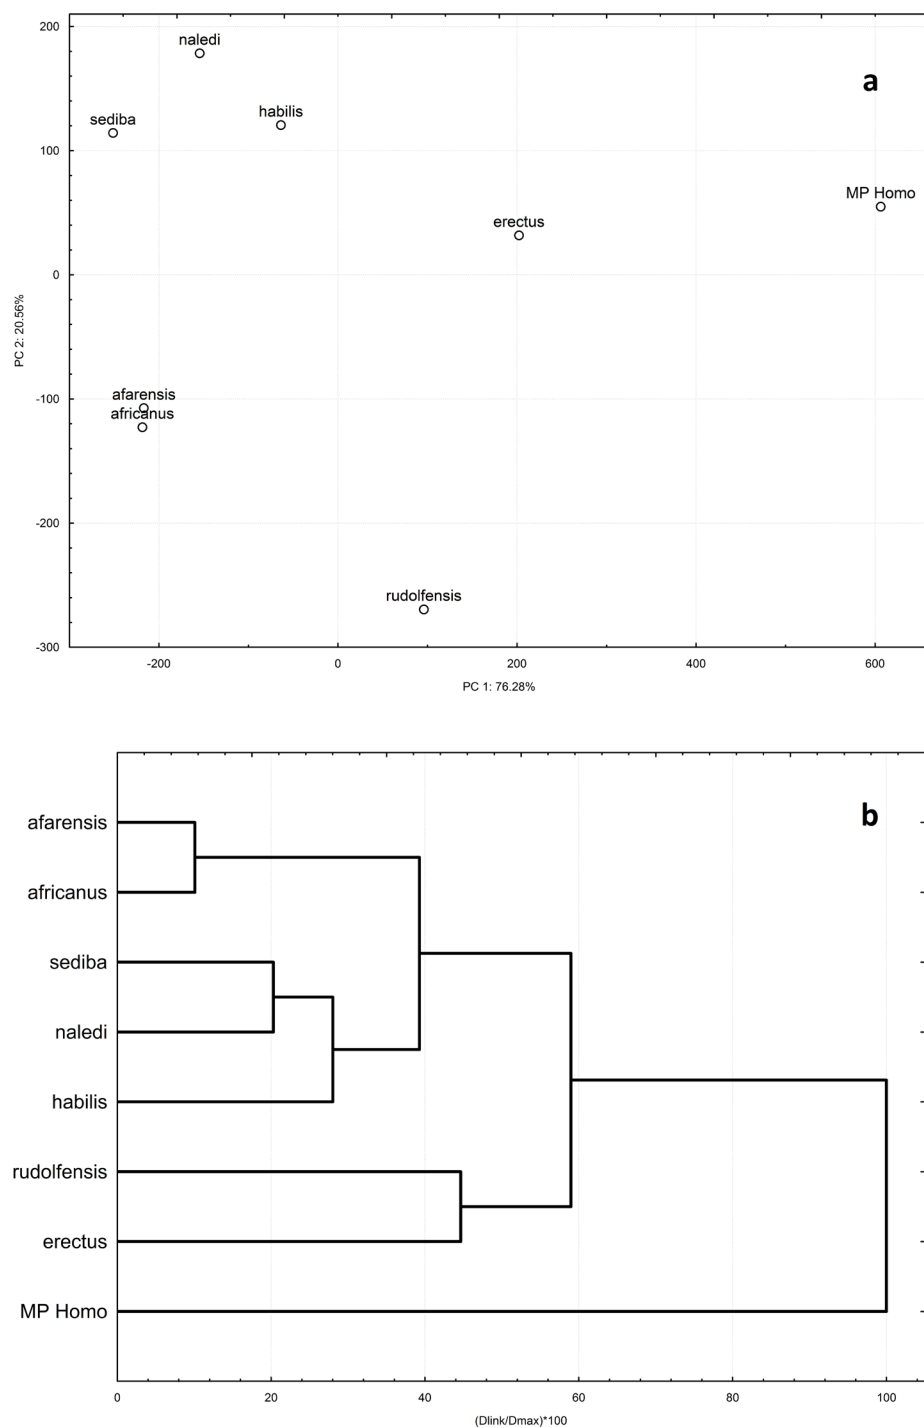 200
naledi
a
habilis
sediba
100
MP Homo
erectus
0
PC 2: 20.56%
afarensis
-100
africanus
-200
rudolfensis
-300
-200 0 200 400 600
PC 1: 76.28%
b
afarensis
africanus
sediba
naledi
habilis
rudolfensis
erectus
MP Homo
0 20 40 60 80 100
(Dlink/Dmax)*100